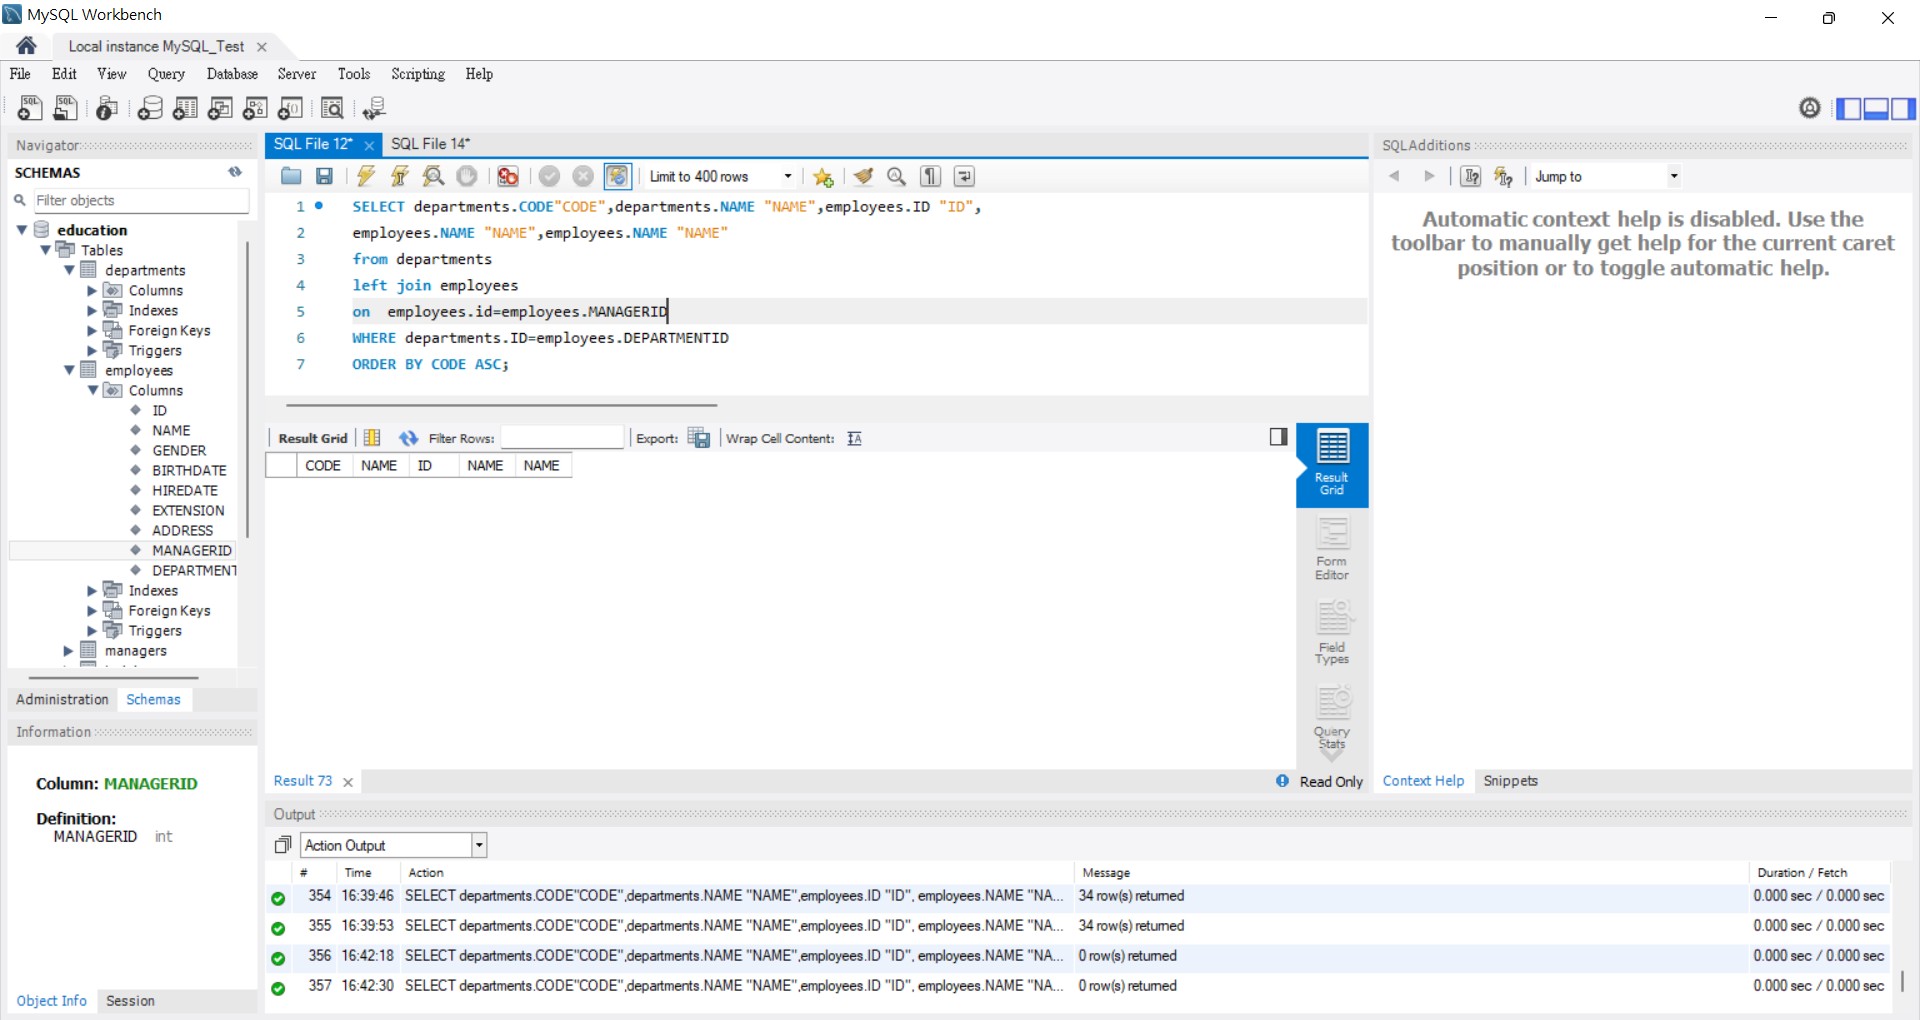 MySQL Workbench
Local instance MySQL_Test
File Edit View Query Database Server Tools Scripting Help
Navigator
SCHEMAS
Filter objects
education
Tables
departments
Columns
Indexes
Foreign Keys
Triggers
employees
Columns
ID
NAME
GENDER
BIRTHDATE
HIREDATE
EXTENSION
ADDRESS
MANAGERID
DEPARTMENT
Indexes
Foreign Keys
Triggers
managers
Administration Schemas
Information
Column: MANAGERID
Definition:
MANAGERID int
Object Info Session
SQL File 12* SQL File 14*
Limit to 400 rows
1 SELECT departments.CODE"CODE",departments.NAME "NAME",employees.ID "ID",
2 employees.NAME "NAME",employees.NAME "NAME"
3 from departments
4 left join employees
5 on  employees.id=employees.MANAGERID
6 WHERE departments.ID=employees.DEPARTMENTID
7 ORDER BY CODE ASC;
Result Grid Filter Rows: Export: Wrap Cell Content:
CODE NAME ID NAME NAME
Result
Grid
Form
Editor
Field
Types
Query
Stats
Result 73 Read Only
SQLAdditions
Jump to
Automatic context help is disabled. Use the
toolbar to manually get help for the current caret
position or to toggle automatic help.
Context Help Snippets
Output
Action Output
# Time Action Message Duration / Fetch
354 16:39:46 SELECT departments.CODE"CODE",departments.NAME "NAME",employees.ID "ID", employees.NAME "NA... 34 row(s) returned 0.000 sec / 0.000 sec
355 16:39:53 SELECT departments.CODE"CODE",departments.NAME "NAME",employees.ID "ID", employees.NAME "NA... 34 row(s) returned 0.000 sec / 0.000 sec
356 16:42:18 SELECT departments.CODE"CODE",departments.NAME "NAME",employees.ID "ID", employees.NAME "NA... 0 row(s) returned 0.000 sec / 0.000 sec
357 16:42:30 SELECT departments.CODE"CODE",departments.NAME "NAME",employees.ID "ID", employees.NAME "NA... 0 row(s) returned 0.000 sec / 0.000 sec